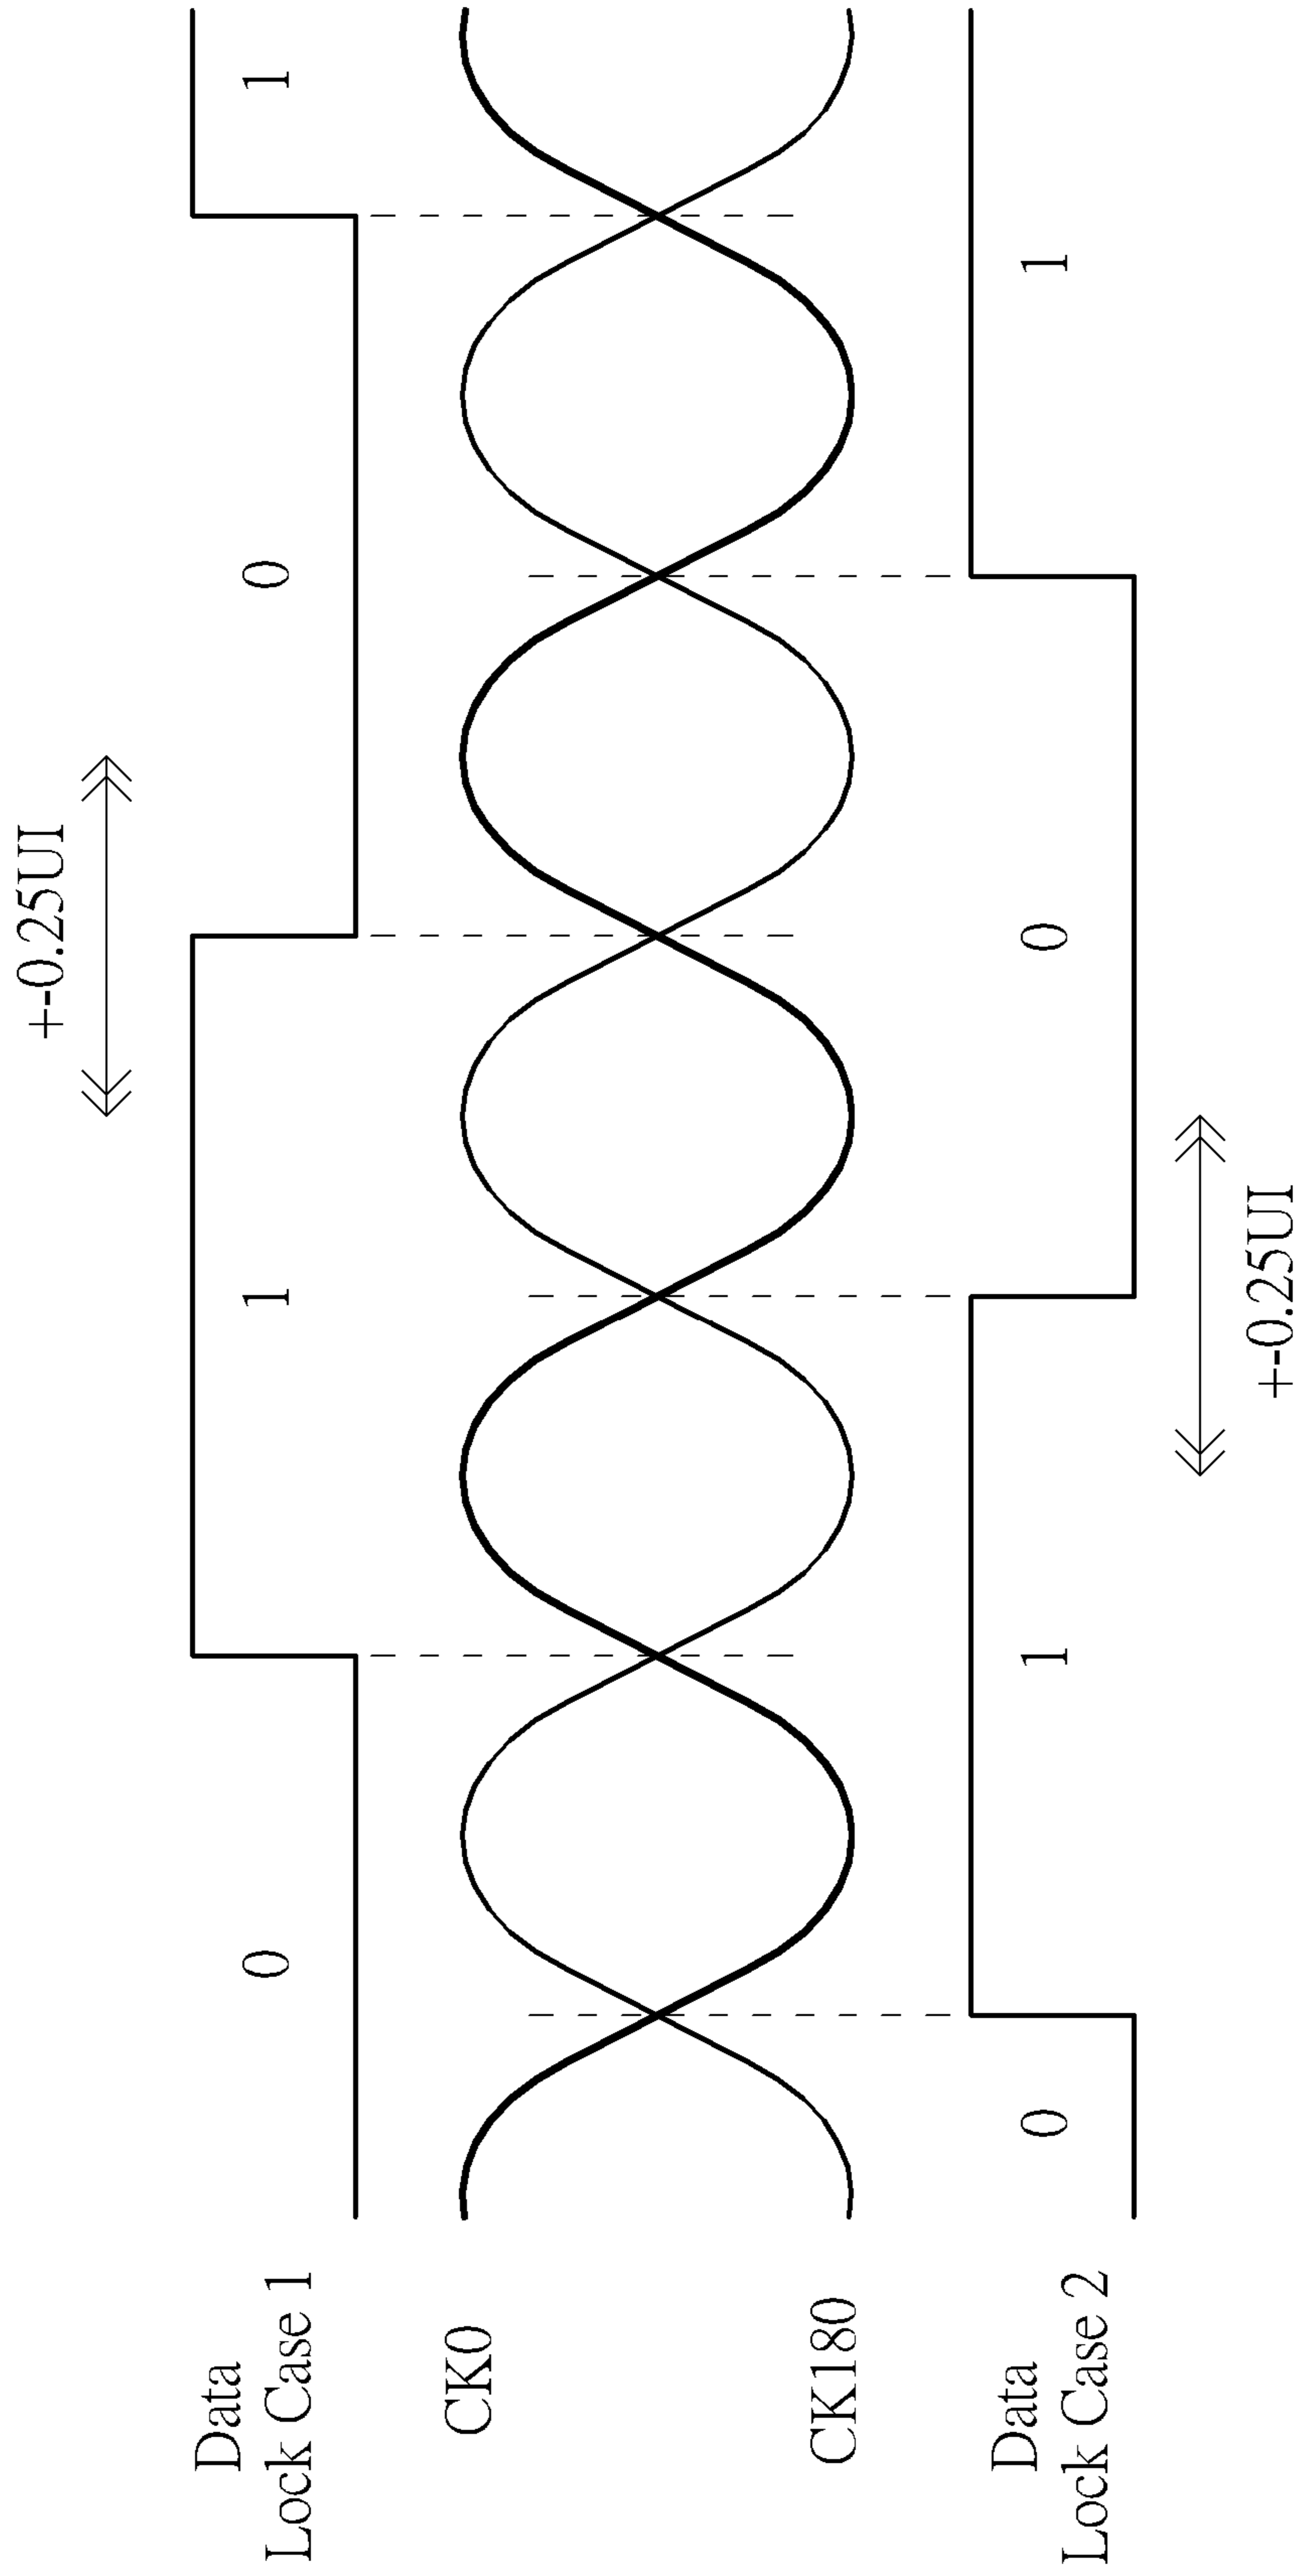 +-0.25UI
Data
Lock Case 1
0 1 0 1
CK0
CK180
Data
Lock Case 2
0 1 0 1
+-0.25UI